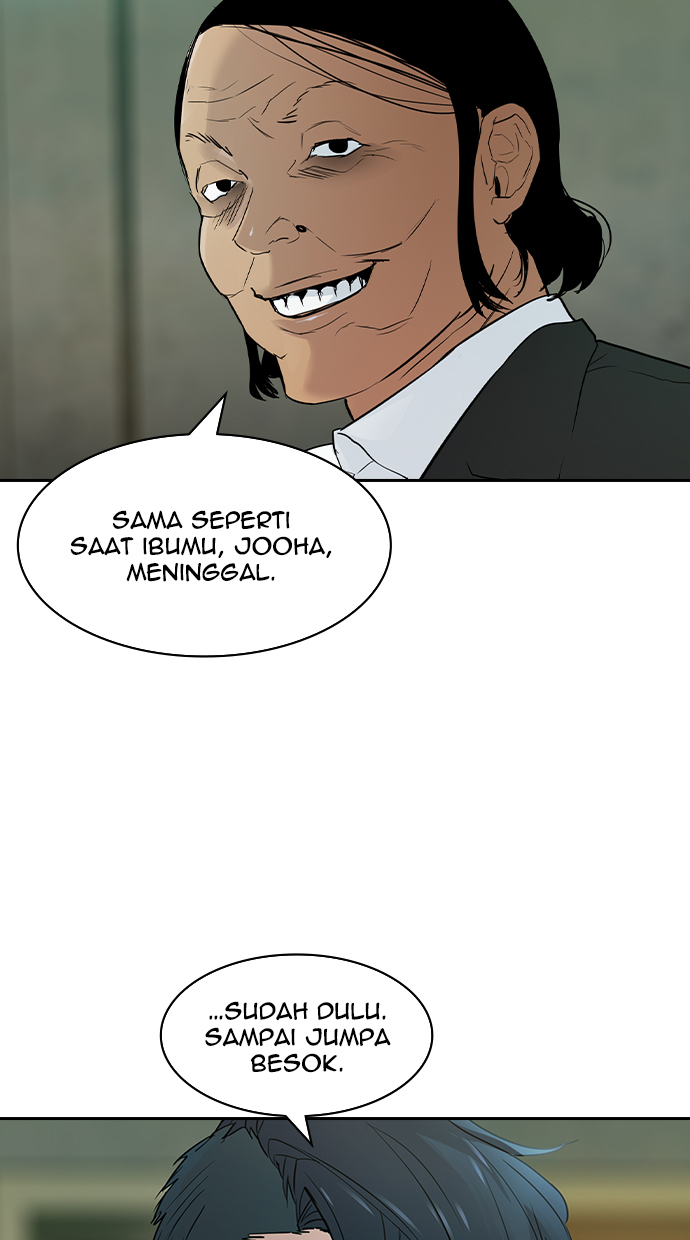 SAMA SEPERTI
SAAT IBUMU, JOOHA,
MENINGGAL.
...SUDAH DULU.
SAMPAI JUMPA
BESOK.